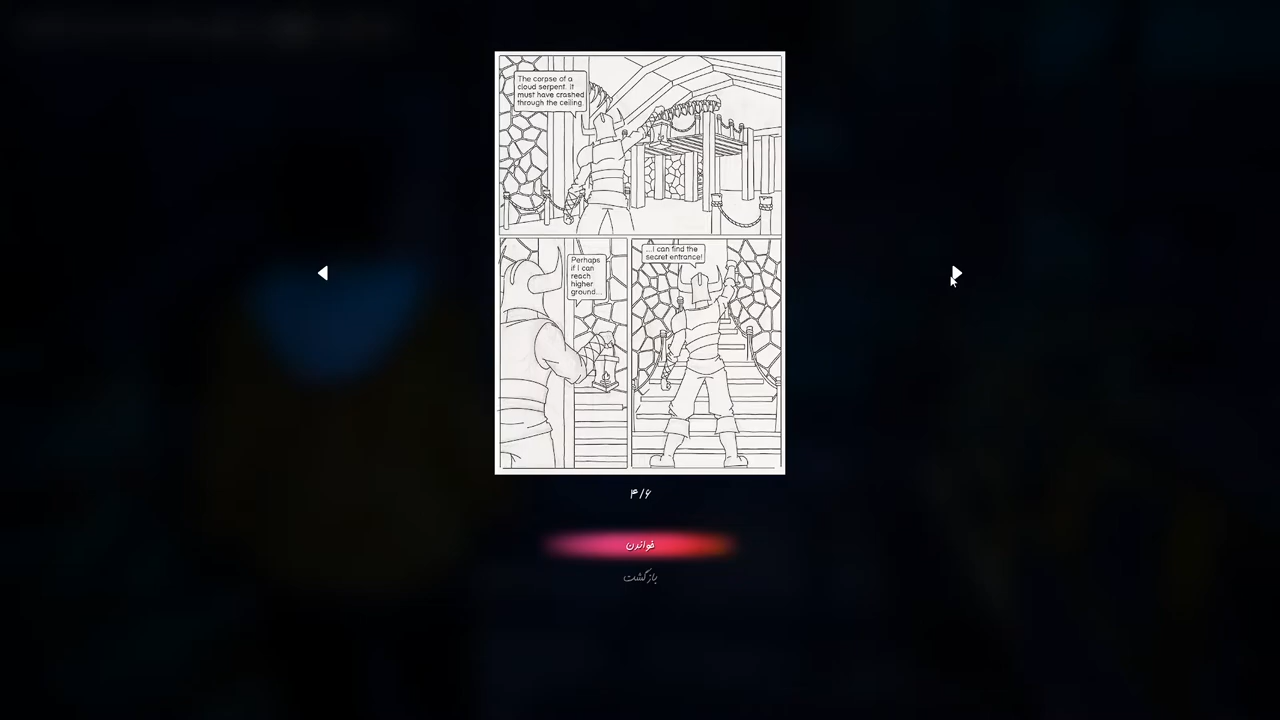 The corpse of a
cloud serpent. It
must have crashed
through the ceiling.
Perhaps
if I can
reach
higher
ground...
...I can find the
secret entrance!
۴/۶
خواندن
بازگشت